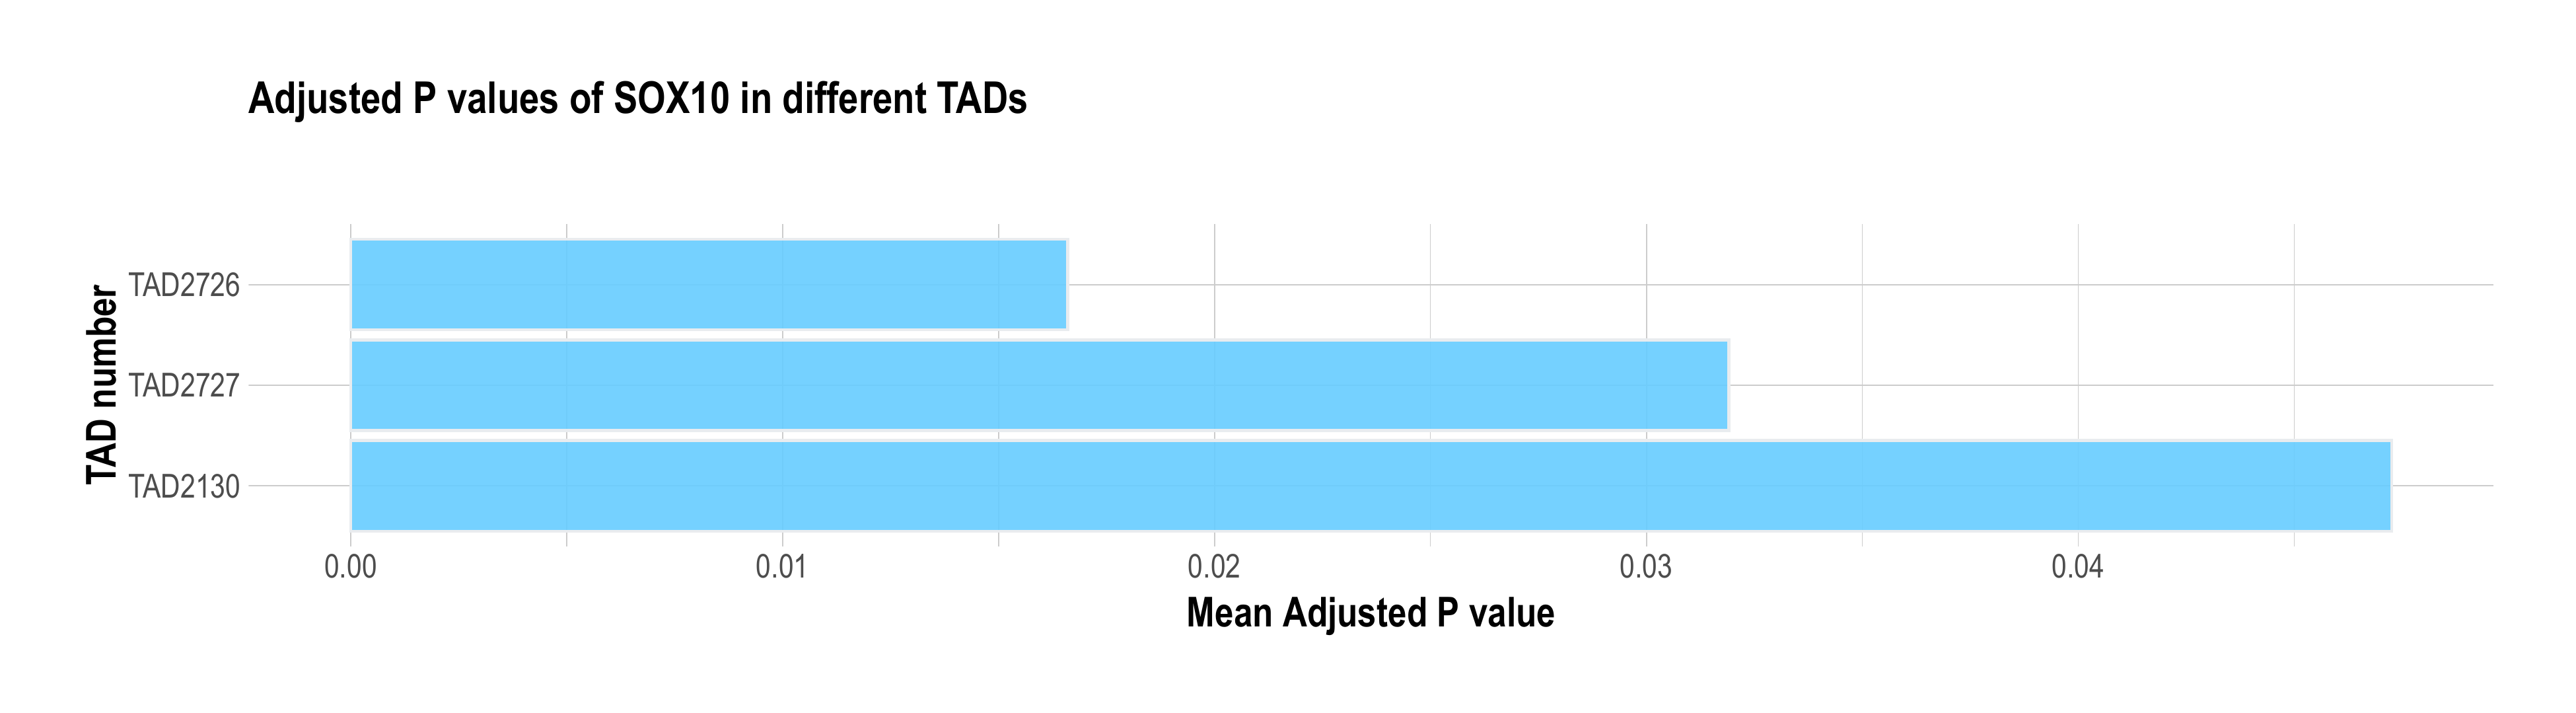 Adjusted P values of SOX10 in different TADs
TAD number
TAD2726
TAD2727
TAD2130
0.00 0.01 0.02 0.03 0.04
Mean Adjusted P value